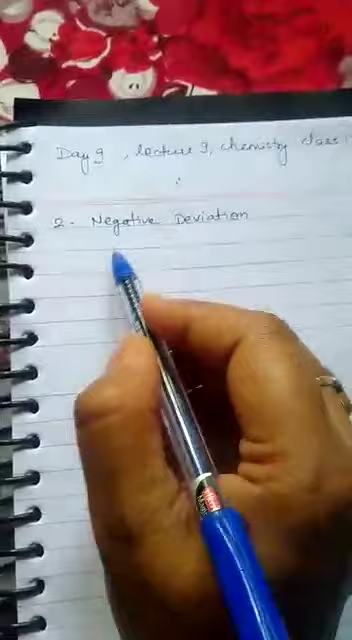 Day 9, lecture 9, chemistry class
2. Negative Deviation